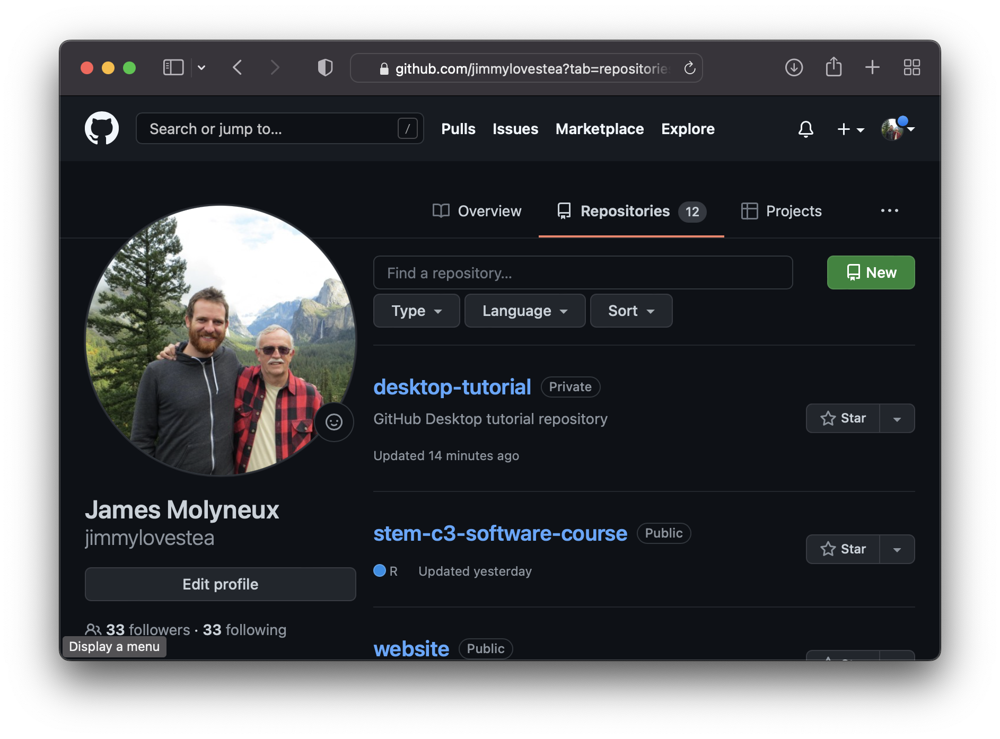 github.com/jimmylovestea?tab=repositorie
Search or jump to... /
Pulls Issues Marketplace Explore
Overview Repositories 12 Projects
Find a repository...
New
Type Language Sort
desktop-tutorial Private
GitHub Desktop tutorial repository
Star
Updated 14 minutes ago
James Molyneux
jimmylovestea
stem-c3-software-course Public
Star
R Updated yesterday
Edit profile
33 followers · 33 following
Display a menu
website Public